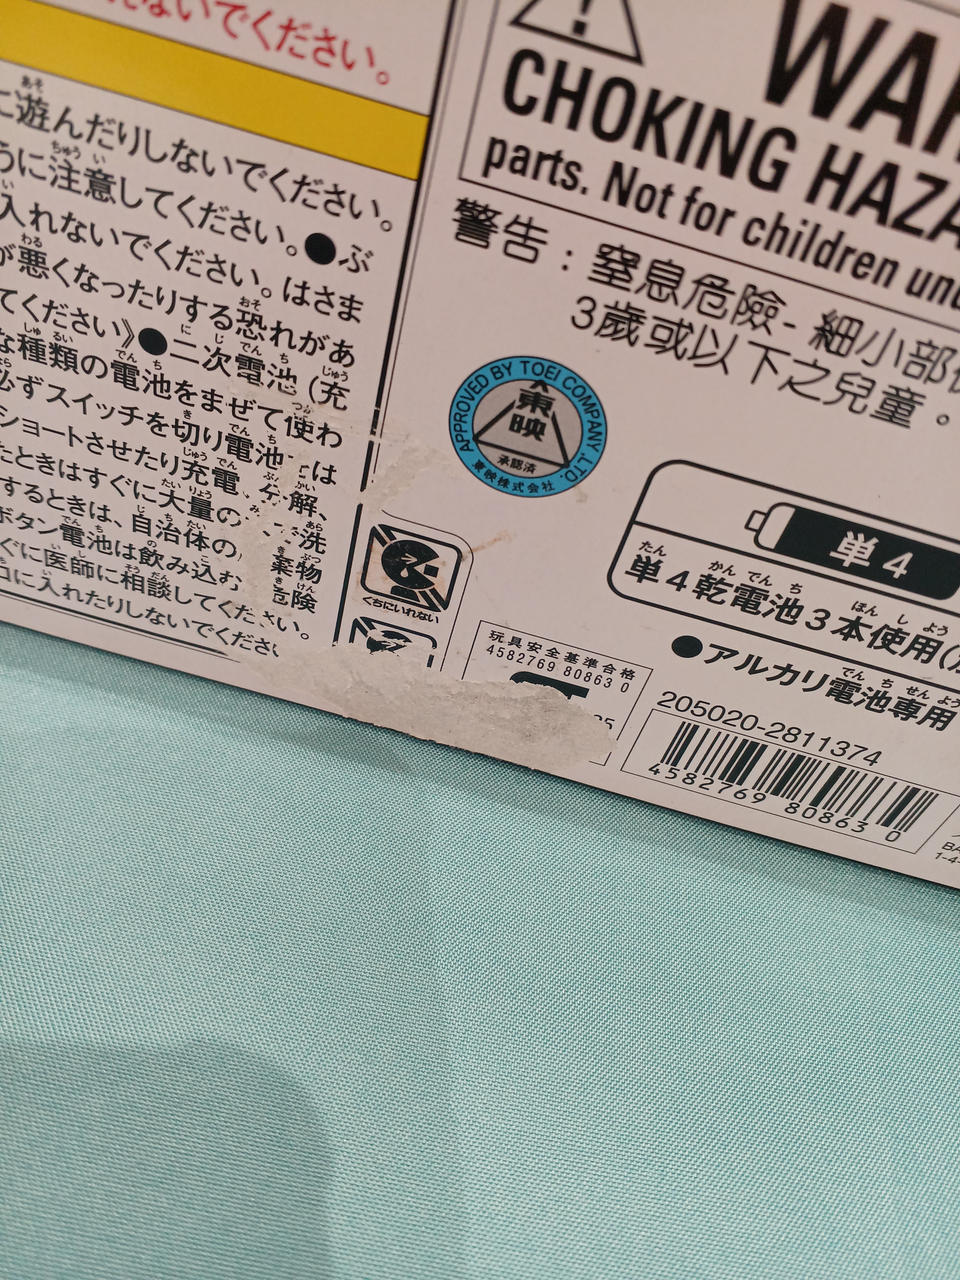 ないでください。
遊んだりしないでください。
うに注意してください。●ぶ
入れないでください。はさま
が悪くなったりする恐れがあ
てください》●二次電池(充
な種類の電池をまぜて使わ
必ずスイッチを切り電池
は
ショートさせたり充電、分解、
たときはすぐに大量の
洗
するときは、自治体の
棄物
ボタン電池は飲み込む
危険
ぐに医師に相談してください。
口に入れたりしないでくださ
CHOKING
parts. Not for children
警告:窒息危險-細小部
3歲或以下之兒童。
APPROVED BY TOEI COMPANY,LTD.
東映
承認済
東映株式会社
くちにいれない
単4
単4乾電池3本使用
●アルカリ電池専用
玩具安全基準合格
4582769 80863 0
205020-2811374
4582769 80863 0